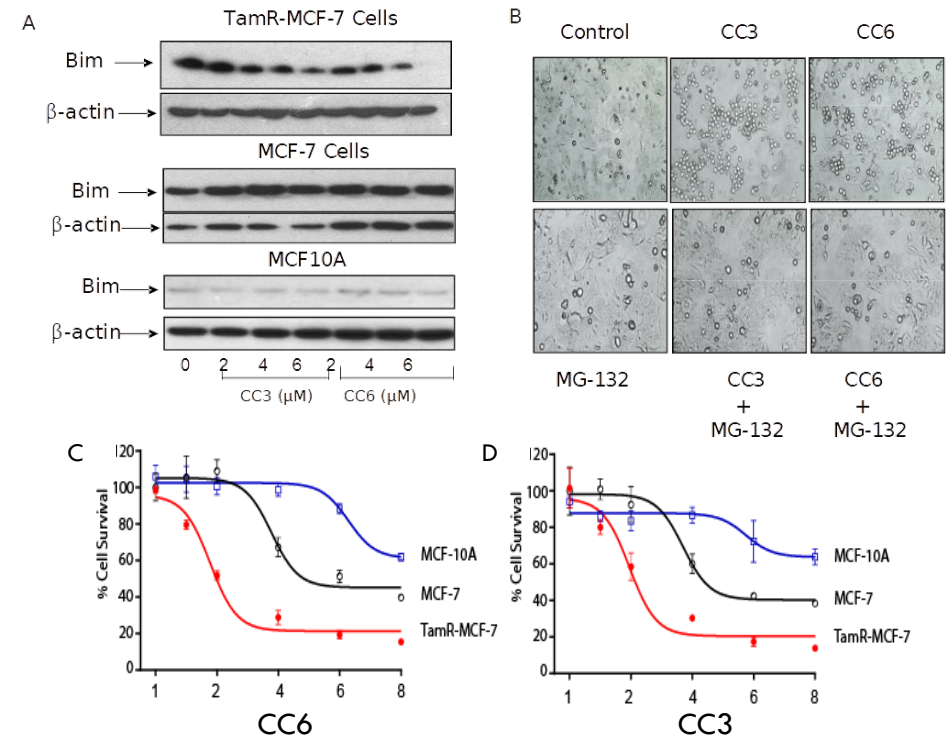 A
TamR-MCF-7 Cells
Bim
β-actin
MCF-7 Cells
Bim
β-actin
MCF10A
Bim
β-actin
0 2 4 6 2 4 6
CC3 (μM) CC6 (μM)
B
Control CC3 CC6
MG-132 CC3 CC6
+ +
MG-132 MG-132
C
% Cell Survival
120
100
80
60
40
20
0
MCF-10A
MCF-7
TamR-MCF-7
1 2 4 6 8
CC6
D
% Cell Survival
120
100
80
60
40
20
0
MCF-10A
MCF-7
TamR-MCF-7
1 2 4 6 8
CC3